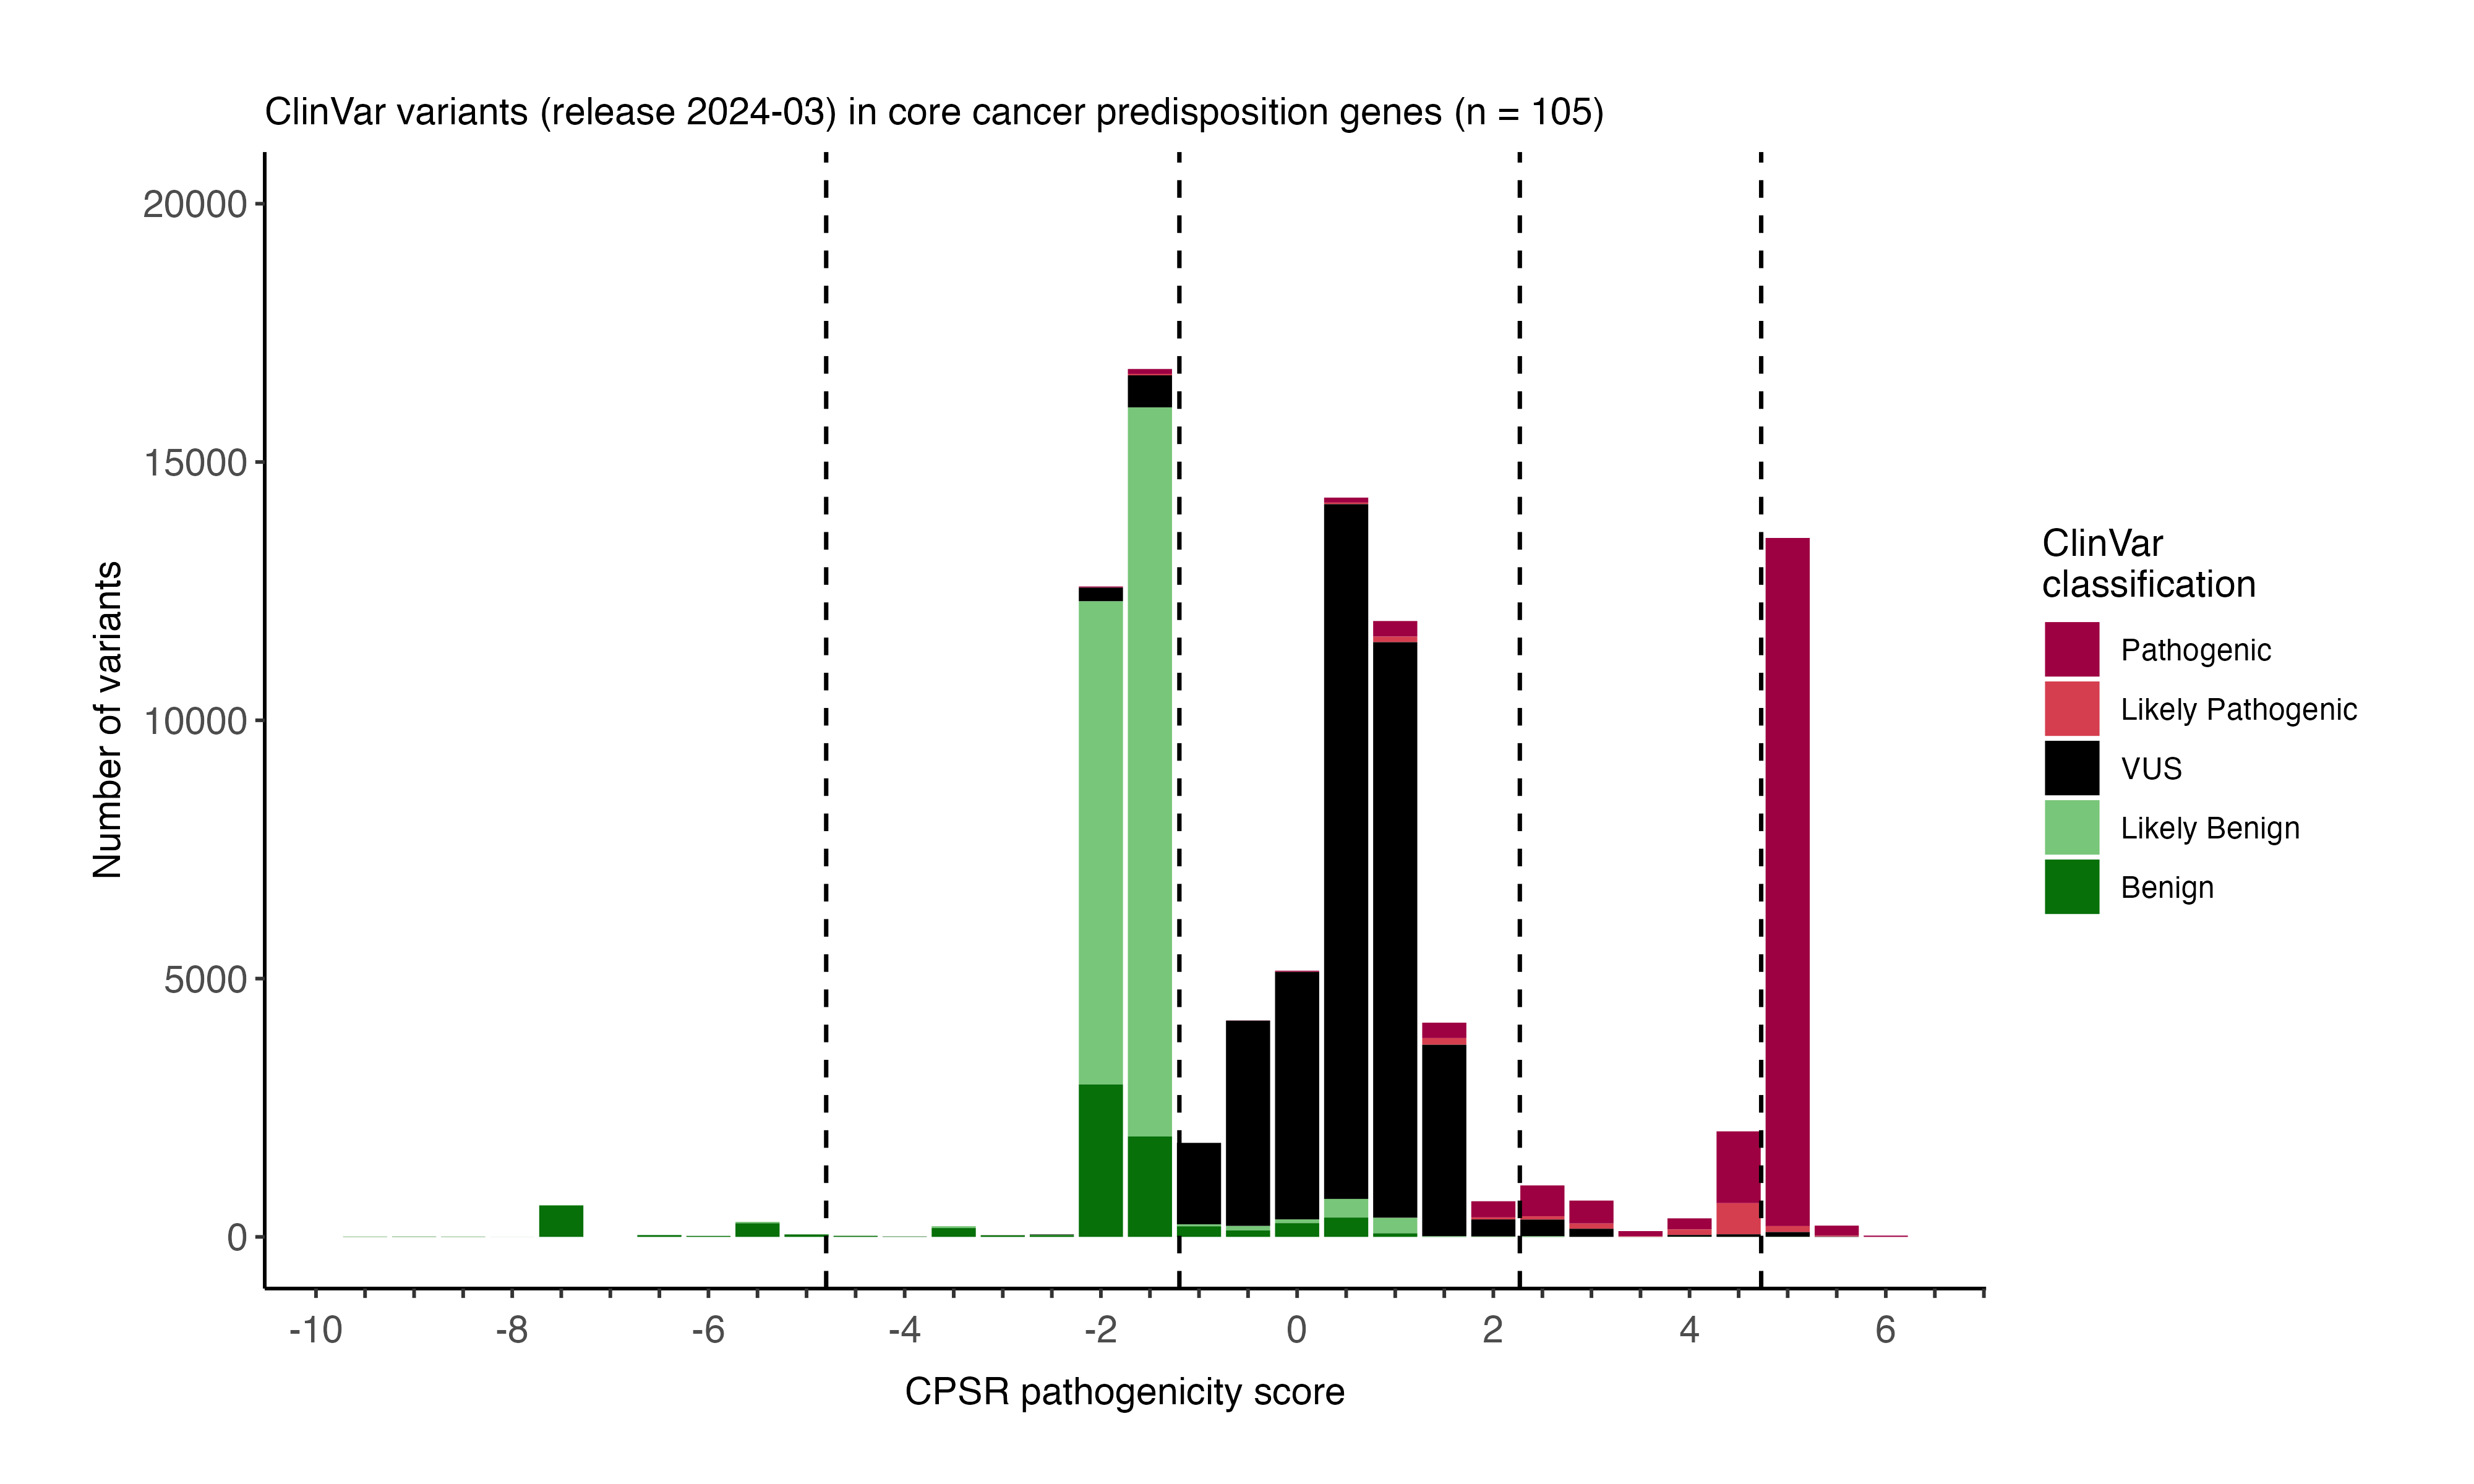 ClinVar variants (release 2024-03) in core cancer predisposition genes (n = 105)
20000
15000
10000
5000
0
Number of variants
-10 -8 -6 -4 -2 0 2 4 6
CPSR pathogenicity score
ClinVar
classification
Pathogenic
Likely Pathogenic
VUS
Likely Benign
Benign